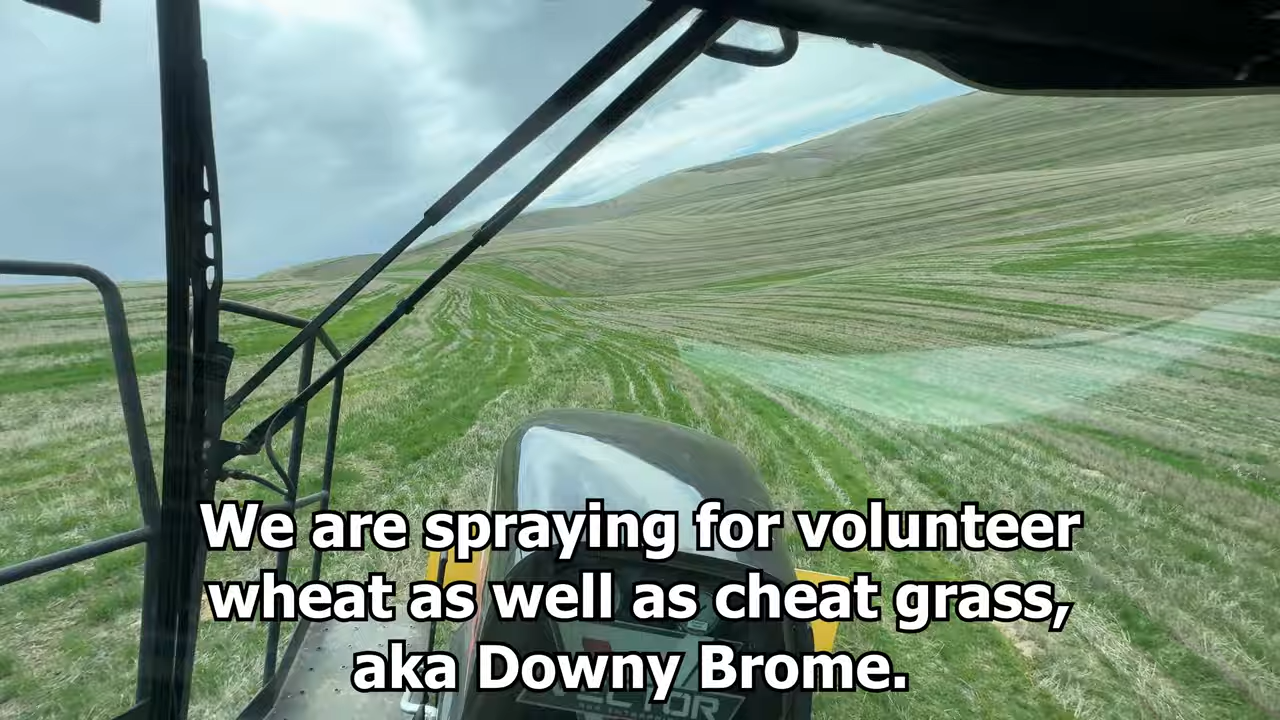 We are spraying for volunteer
wheat as well as cheat grass,
aka Downy Brome.